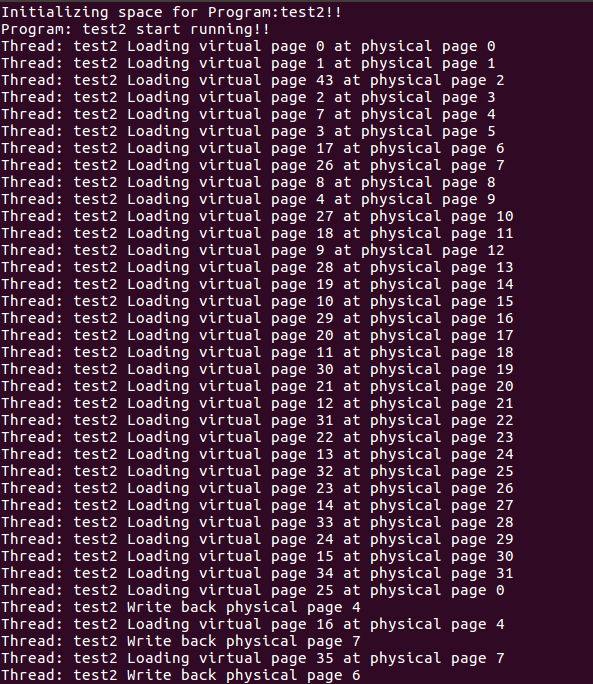 Initializing space for Program:test2!!
Program: test2 start running!!
Thread: test2 Loading virtual page 0 at physical page 0
Thread: test2 Loading virtual page 1 at physical page 1
Thread: test2 Loading virtual page 43 at physical page 2
Thread: test2 Loading virtual page 2 at physical page 3
Thread: test2 Loading virtual page 7 at physical page 4
Thread: test2 Loading virtual page 3 at physical page 5
Thread: test2 Loading virtual page 17 at physical page 6
Thread: test2 Loading virtual page 26 at physical page 7
Thread: test2 Loading virtual page 8 at physical page 8
Thread: test2 Loading virtual page 4 at physical page 9
Thread: test2 Loading virtual page 27 at physical page 10
Thread: test2 Loading virtual page 18 at physical page 11
Thread: test2 Loading virtual page 9 at physical page 12
Thread: test2 Loading virtual page 28 at physical page 13
Thread: test2 Loading virtual page 19 at physical page 14
Thread: test2 Loading virtual page 10 at physical page 15
Thread: test2 Loading virtual page 29 at physical page 16
Thread: test2 Loading virtual page 20 at physical page 17
Thread: test2 Loading virtual page 11 at physical page 18
Thread: test2 Loading virtual page 30 at physical page 19
Thread: test2 Loading virtual page 21 at physical page 20
Thread: test2 Loading virtual page 12 at physical page 21
Thread: test2 Loading virtual page 31 at physical page 22
Thread: test2 Loading virtual page 22 at physical page 23
Thread: test2 Loading virtual page 13 at physical page 24
Thread: test2 Loading virtual page 32 at physical page 25
Thread: test2 Loading virtual page 23 at physical page 26
Thread: test2 Loading virtual page 14 at physical page 27
Thread: test2 Loading virtual page 33 at physical page 28
Thread: test2 Loading virtual page 24 at physical page 29
Thread: test2 Loading virtual page 15 at physical page 30
Thread: test2 Loading virtual page 34 at physical page 31
Thread: test2 Loading virtual page 25 at physical page 0
Thread: test2 Write back physical page 4
Thread: test2 Loading virtual page 16 at physical page 4
Thread: test2 Write back physical page 7
Thread: test2 Loading virtual page 35 at physical page 7
Thread: test2 Write back physical page 6